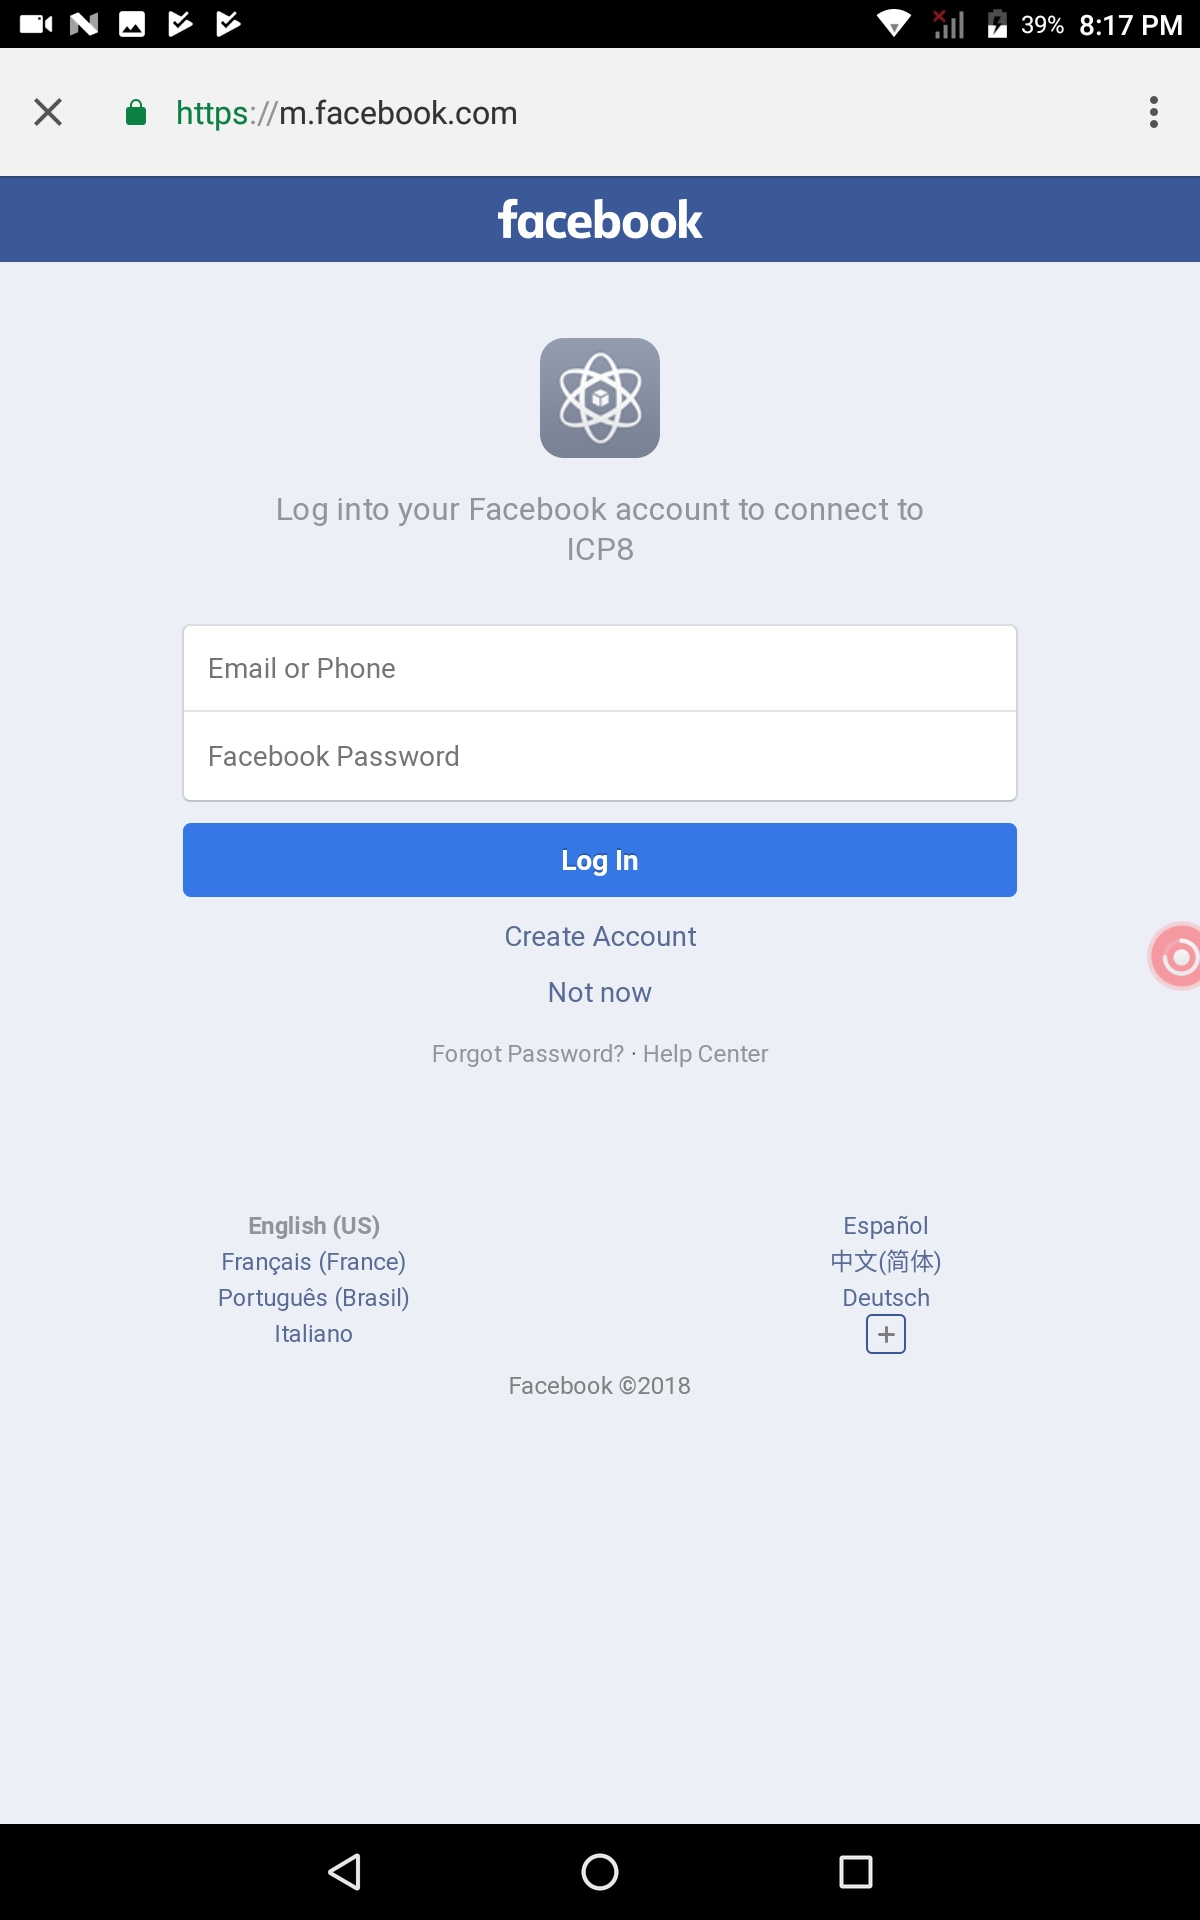 39% 8:17 PM
https://m.facebook.com
facebook
Log into your Facebook account to connect to
ICP8
Email or Phone
Facebook Password
Log In
Create Account
Not now
Forgot Password? · Help Center
English (US)
Français (France)
Português (Brasil)
Italiano
Español
中文(简体)
Deutsch
Facebook ©2018